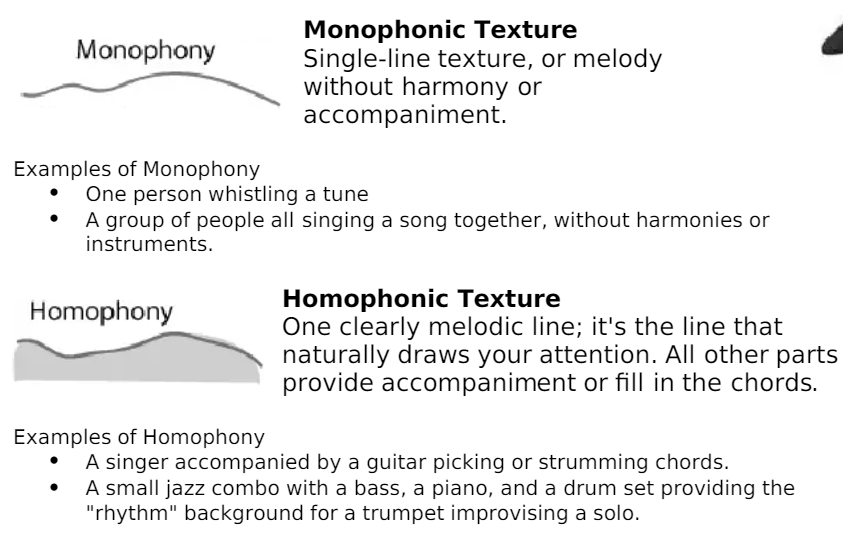 Monophony
Monophonic Texture
Single-line texture, or melody
without harmony or
accompaniment.
Examples of Monophony
• One person whistling a tune
• A group of people all singing a song together, without harmonies or
instruments.
Homophony
Homophonic Texture
One clearly melodic line; it's the line that
naturally draws your attention. All other parts
provide accompaniment or fill in the chords.
Examples of Homophony
• A singer accompanied by a guitar picking or strumming chords.
• A small jazz combo with a bass, a piano, and a drum set providing the
"rhythm" background for a trumpet improvising a solo.